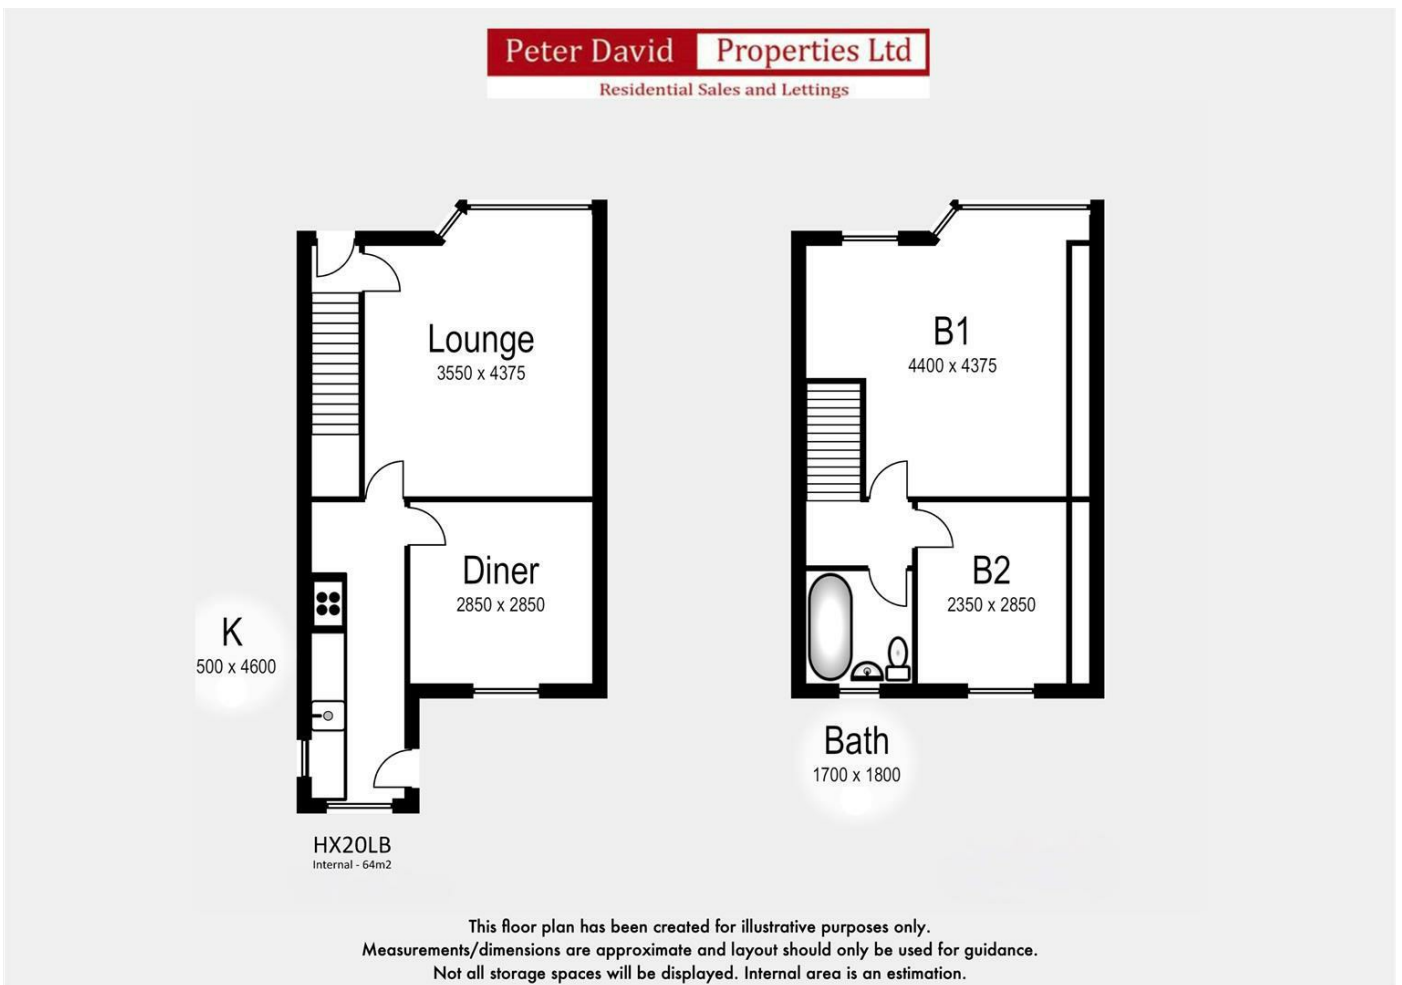 Peter David Properties Ltd
Residential Sales and Lettings
Lounge
3550 x 4375
B1
4400 x 4375
Diner
2850 x 2850
B2
2350 x 2850
K
500 x 4600
Bath
1700 x 1800
HX20LB
Internal - 64m2
This floor plan has been created for illustrative purposes only.
Measurements/dimensions are approximate and layout should only be used for guidance.
Not all storage spaces will be displayed. Internal area is an estimation.